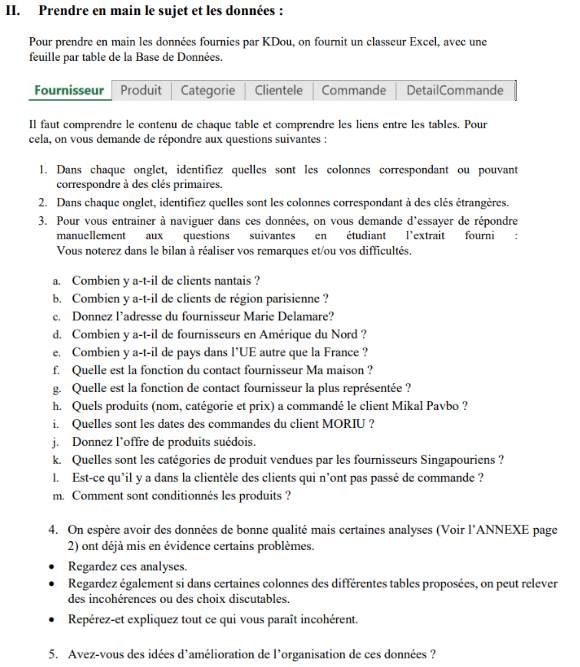 II. Prendre en main le sujet et les données :
Pour prendre en main les données fournies par KDou, on fournit un classeur Excel, avec une
feuille par table de la Base de Données.
Fournisseur Produit Categorie Clientele Commande DetailCommande
Il faut comprendre le contenu de chaque table et comprendre les liens entre les tables. Pour
cela, on vous demande de répondre aux questions suivantes :
1. Dans chaque onglet, identifiez quelles sont les colonnes correspondant ou pouvant
correspondre à des clés primaires.
2. Dans chaque onglet, identifiez quelles sont les colonnes correspondant à des clés étrangères.
3. Pour vous entrainer à naviguer dans ces données, on vous demande d'essayer de répondre
manuellement aux questions suivantes en étudiant l'extrait fourni :
Vous noterez dans le bilan à réaliser vos remarques et/ou vos difficultés.
a. Combien y a-t-il de clients nantais ?
b. Combien y a-t-il de clients de région parisienne ?
c. Donnez l'adresse du fournisseur Marie Delamare?
d. Combien y a-t-il de fournisseurs en Amérique du Nord ?
e. Combien y a-t-il de pays dans l'UE autre que la France ?
f. Quelle est la fonction du contact fournisseur Ma maison ?
g. Quelle est la fonction de contact fournisseur la plus représentée ?
h. Quels produits (nom, catégorie et prix) a commandé le client Mikal Pavbo ?
i. Quelles sont les dates des commandes du client MORIU ?
j. Donnez l'offre de produits suédois.
k. Quelles sont les catégories de produit vendues par les fournisseurs Singapouriens ?
l. Est-ce qu'il y a dans la clientèle des clients qui n'ont pas passé de commande ?
m. Comment sont conditionnés les produits ?
4. On espère avoir des données de bonne qualité mais certaines analyses (Voir l'ANNEXE page
2) ont déjà mis en évidence certains problèmes.
• Regardez ces analyses.
• Regardez également si dans certaines colonnes des différentes tables proposées, on peut relever
des incohérences ou des choix discutables.
• Repérez-et expliquez tout ce qui vous paraît incohérent.
5. Avez-vous des idées d'amélioration de l'organisation de ces données ?